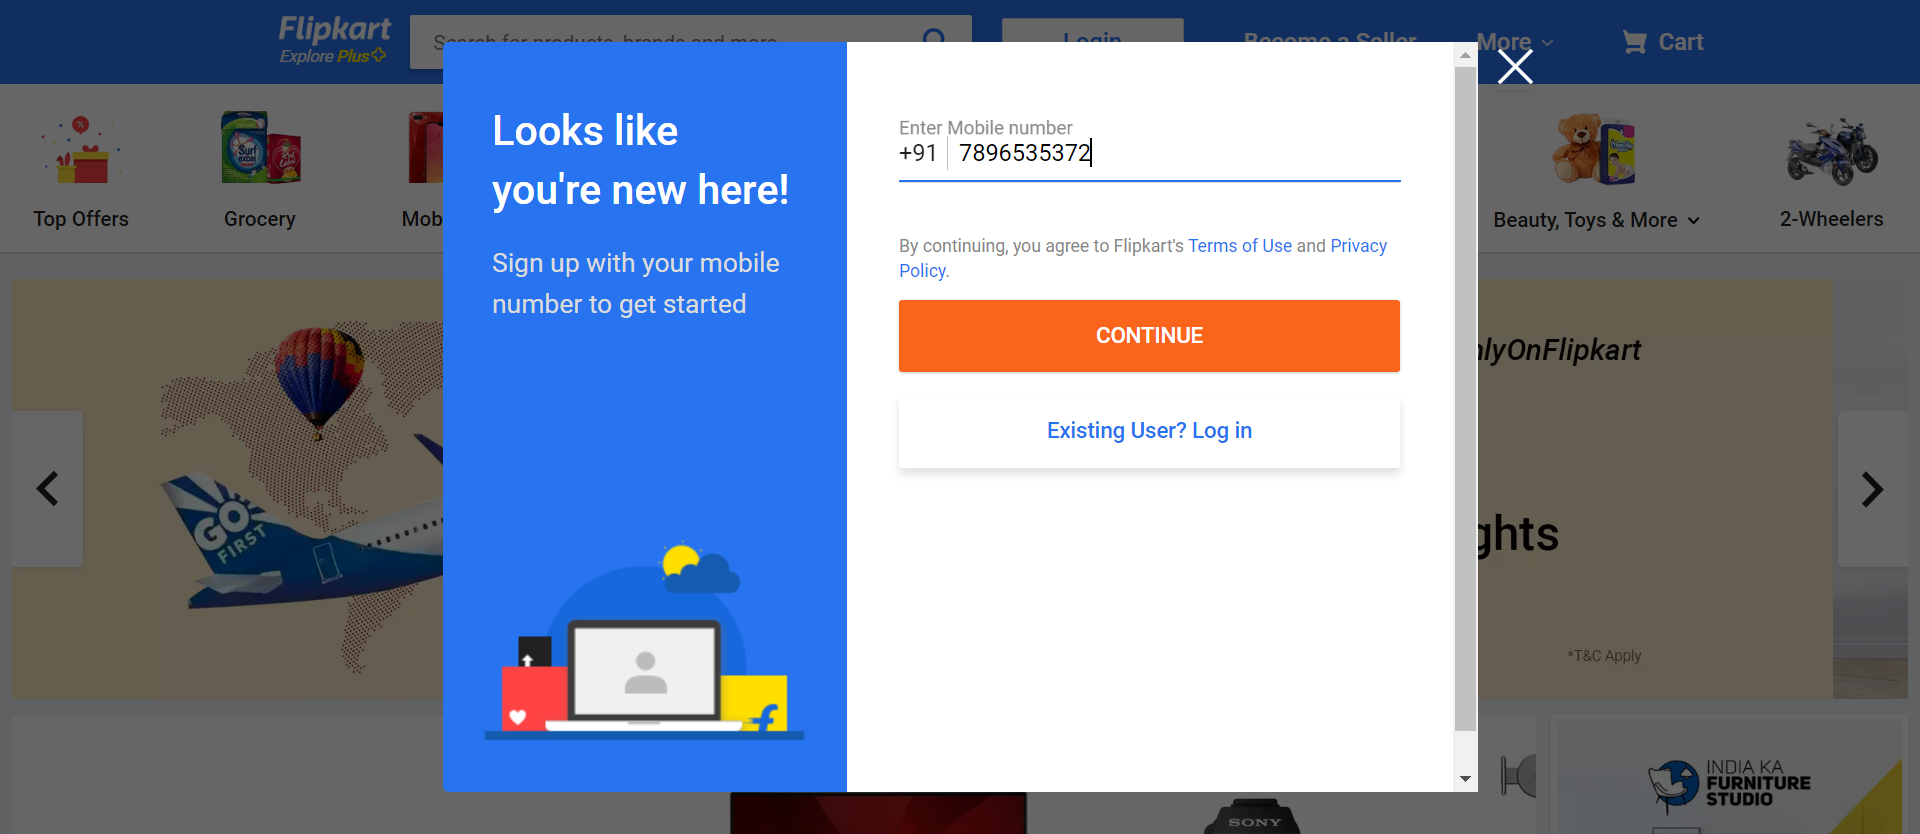 Flipkart
Explore Plus
Search for products, brands and more
Login
Become a Seller
More
Cart
Top Offers
Grocery
Mob
Beauty, Toys & More
2-Wheelers
Looks like
you're new here!
Sign up with your mobile
number to get started
Enter Mobile number
+91 7896535372
By continuing, you agree to Flipkart's Terms of Use and Privacy
Policy.
CONTINUE
Existing User? Log in
Surf
excel
GO
FIRST
nlyOnFlipkart
ghts
*T&C Apply
INDIA KA
FURNITURE
STUDIO
SONY